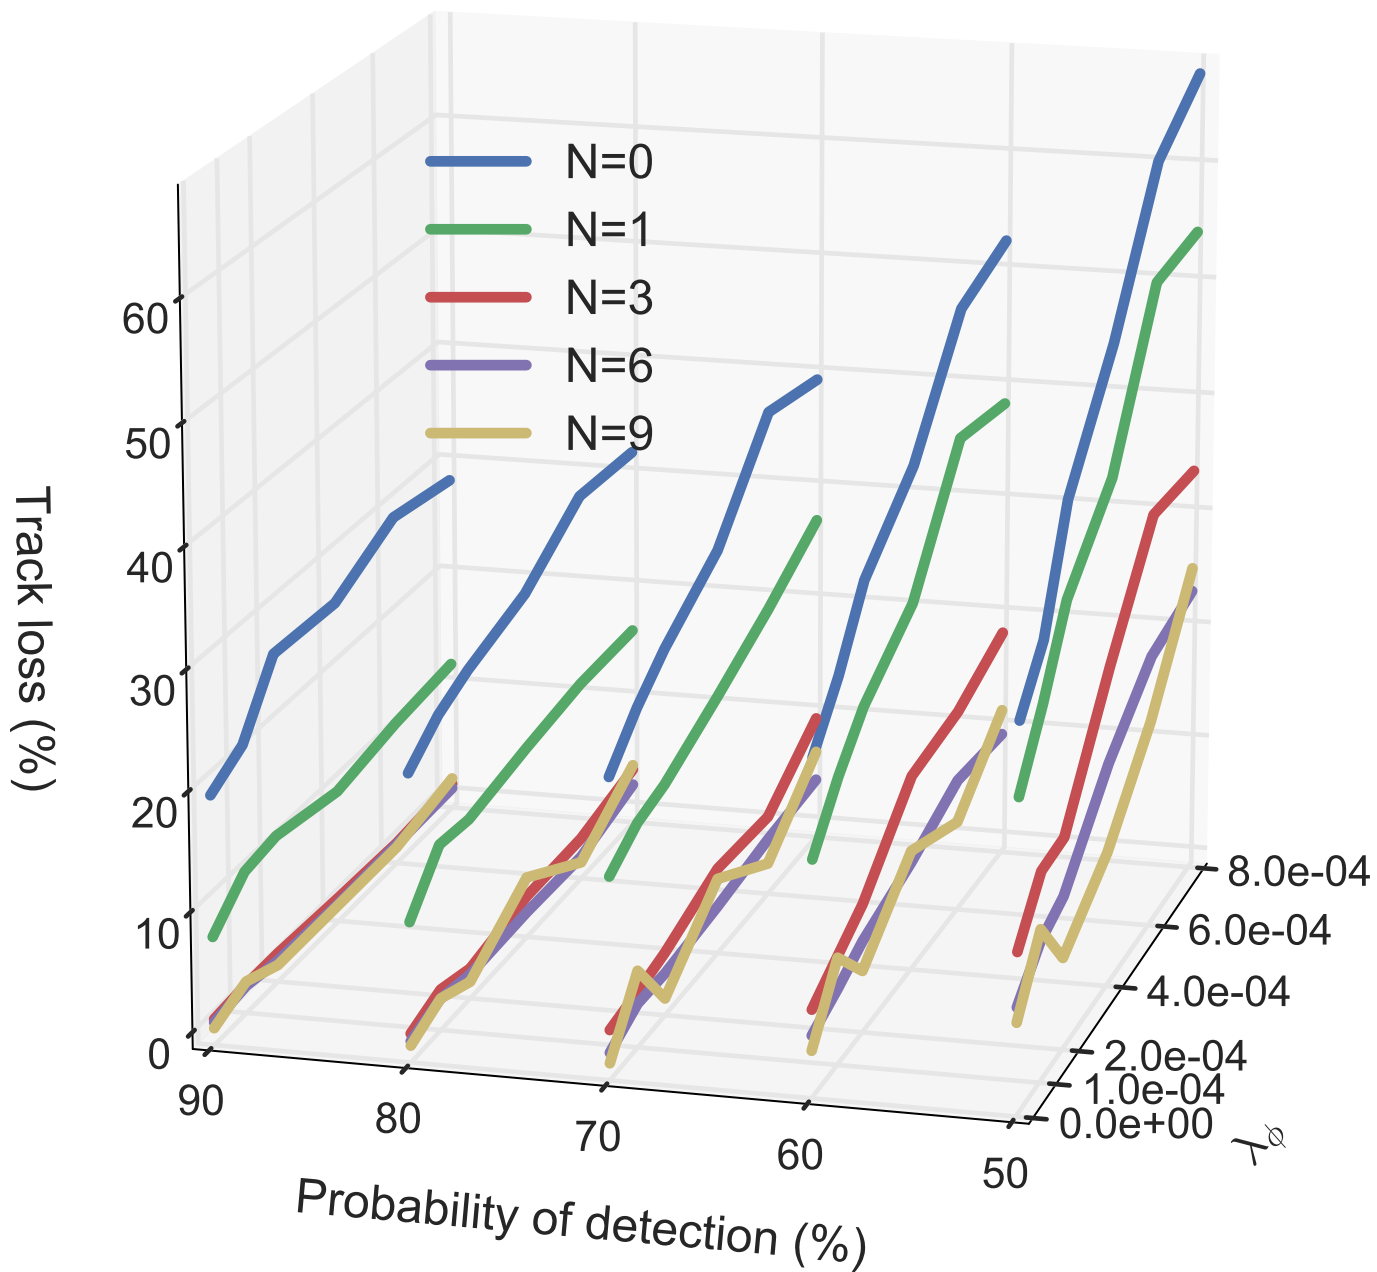 N=0
N=1
N=3
N=6
N=9
Track loss (%)
60
50
40
30
20
10
0
90
80
70
60
50
Probability of detection (%)
8.0e-04
6.0e-04
4.0e-04
2.0e-04
1.0e-04
0.0e+00
λϕ